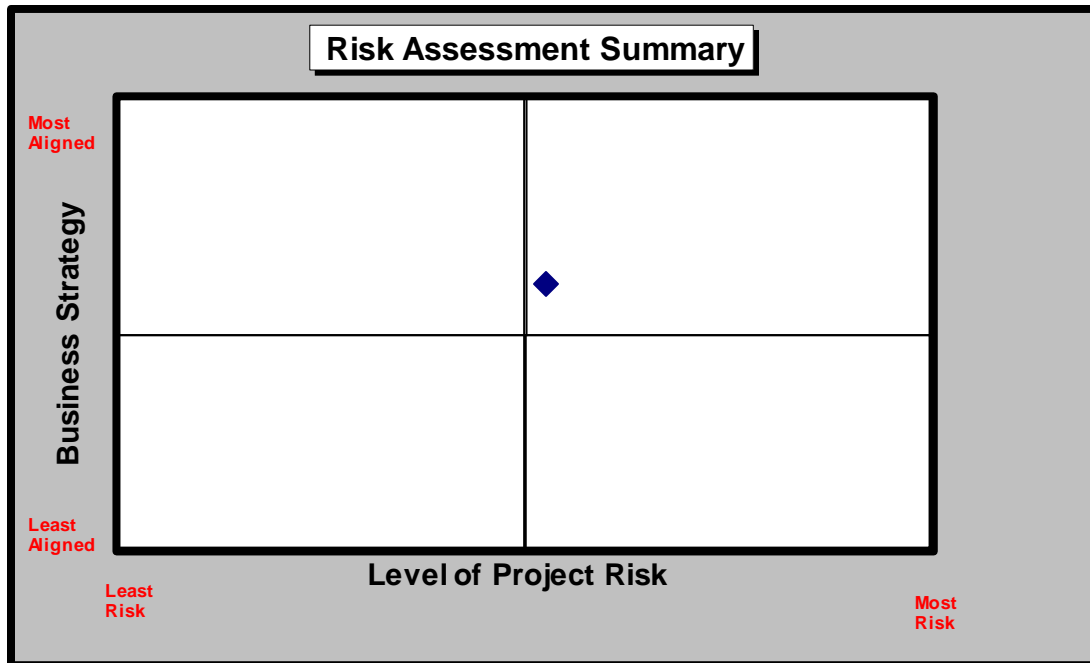 Risk Assessment Summary
Most
Aligned
Business Strategy
Least
Aligned
Level of Project Risk
Least
Risk
Most
Risk